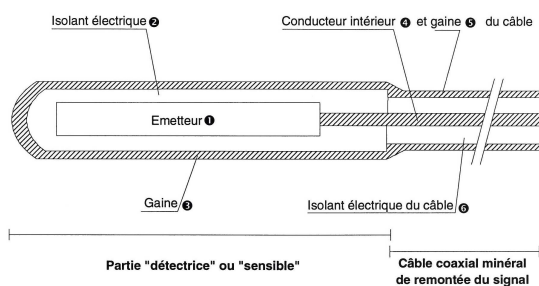 Isolant électrique ❷
Conducteur intérieur ❹ et gaine ❺ du câble
Emetteur ❶
Gaine ❸
Isolant électrique du câble ❻
Partie "détectrice" ou "sensible"
Câble coaxial minéral
de remontée du signal